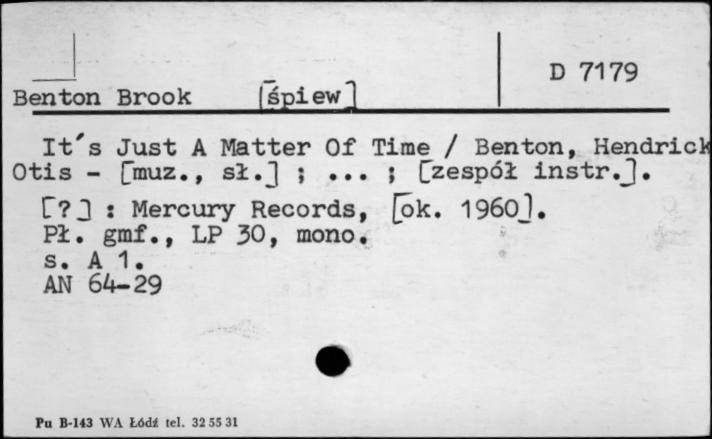 D 7179
Benton Brook [śpiew]
It's Just A Matter Of Time / Benton, Hendrick
Otis - [muz., sł.] ; ... ; [zespół instr.].
[?] : Mercury Records, [ok. 1960].
Pł. gmf., LP 30, mono.
s. A 1.
AN 64-29
Pu B-143 WA Łódź tel. 32 55 31